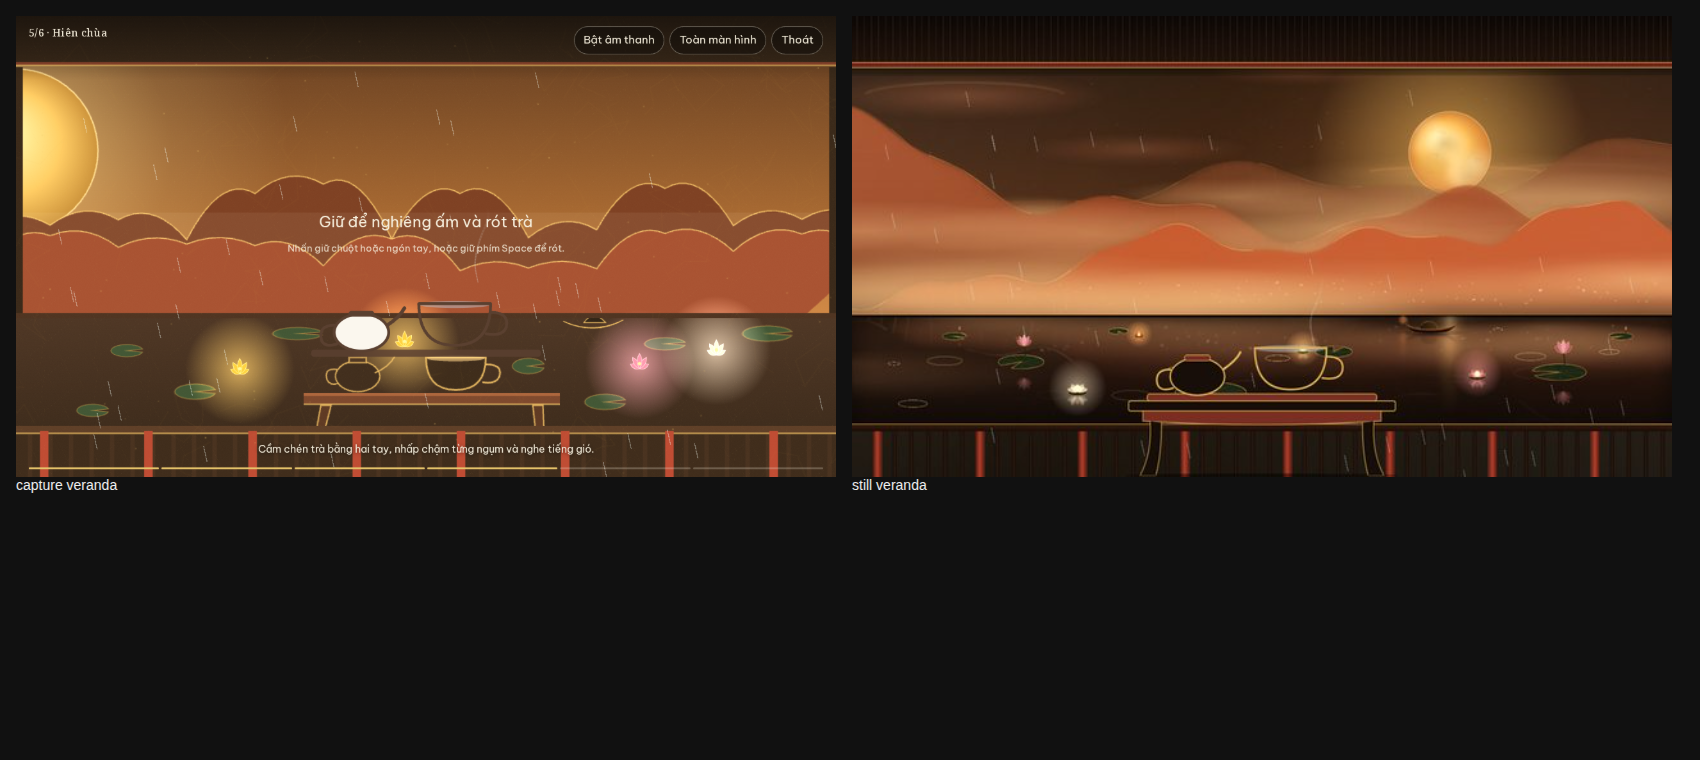 5/6 · Hiên chùa
Bật âm thanh
Toàn màn hình
Thoát
Giữ để nghiêng ấm và rót trà
Nhấn giữ chuột hoặc ngón tay, hoặc giữ phím Space để rót.
Cầm chén trà bằng hai tay, nhấp chậm từng ngụm và nghe tiếng gió.
capture veranda
still veranda